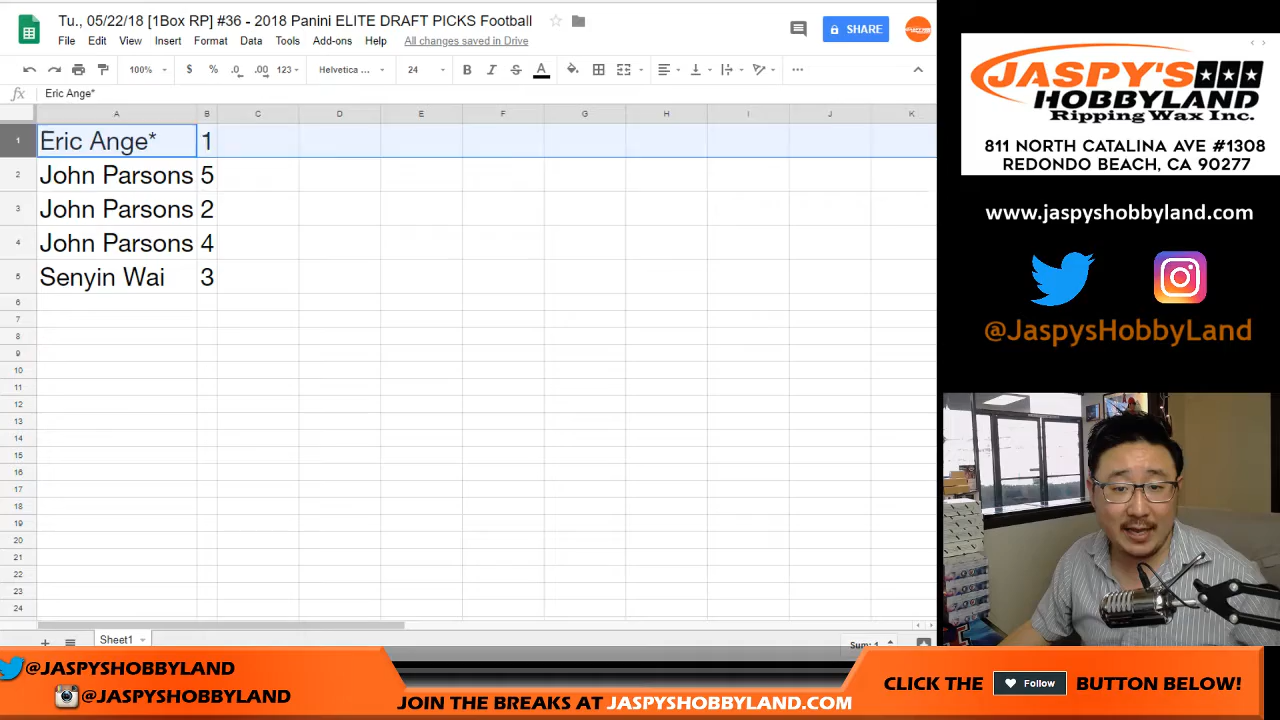 Tu., 05/22/18 [1Box RP] #36 - 2018 Panini ELITE DRAFT PICKS Football
File Edit View Insert Format Data Tools Add-ons Help All changes saved in Drive
SHARE
100% $ % .0 .00 123 Helvetica ... 24 B I S A
fx Eric Ange*
A B C D E F G H I J K
1 Eric Ange* 1
2 John Parsons 5
3 John Parsons 2
4 John Parsons 4
5 Senyin Wai 3
6
7
8
9
10
11
12
13
14
15
16
17
18
19
20
21
22
23
24
Sheet1
Sum: 1
JASPY'S
HOBBYLAND
Ripping Wax Inc.
811 NORTH CATALINA AVE #1308
REDONDO BEACH, CA 90277
www.jaspyshobbyland.com
@JaspysHobbyLand
@JASPYSHOBBYLAND
@JASPYSHOBBYLAND
JOIN THE BREAKS AT JASPYSHOBBYLAND.COM
CLICK THE Follow BUTTON BELOW!